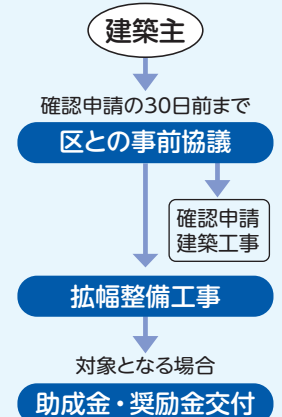 建築主
確認申請の30日前まで
区との事前協議
確認申請
建築工事
拡幅整備工事
対象となる場合
助成金・奨励金交付